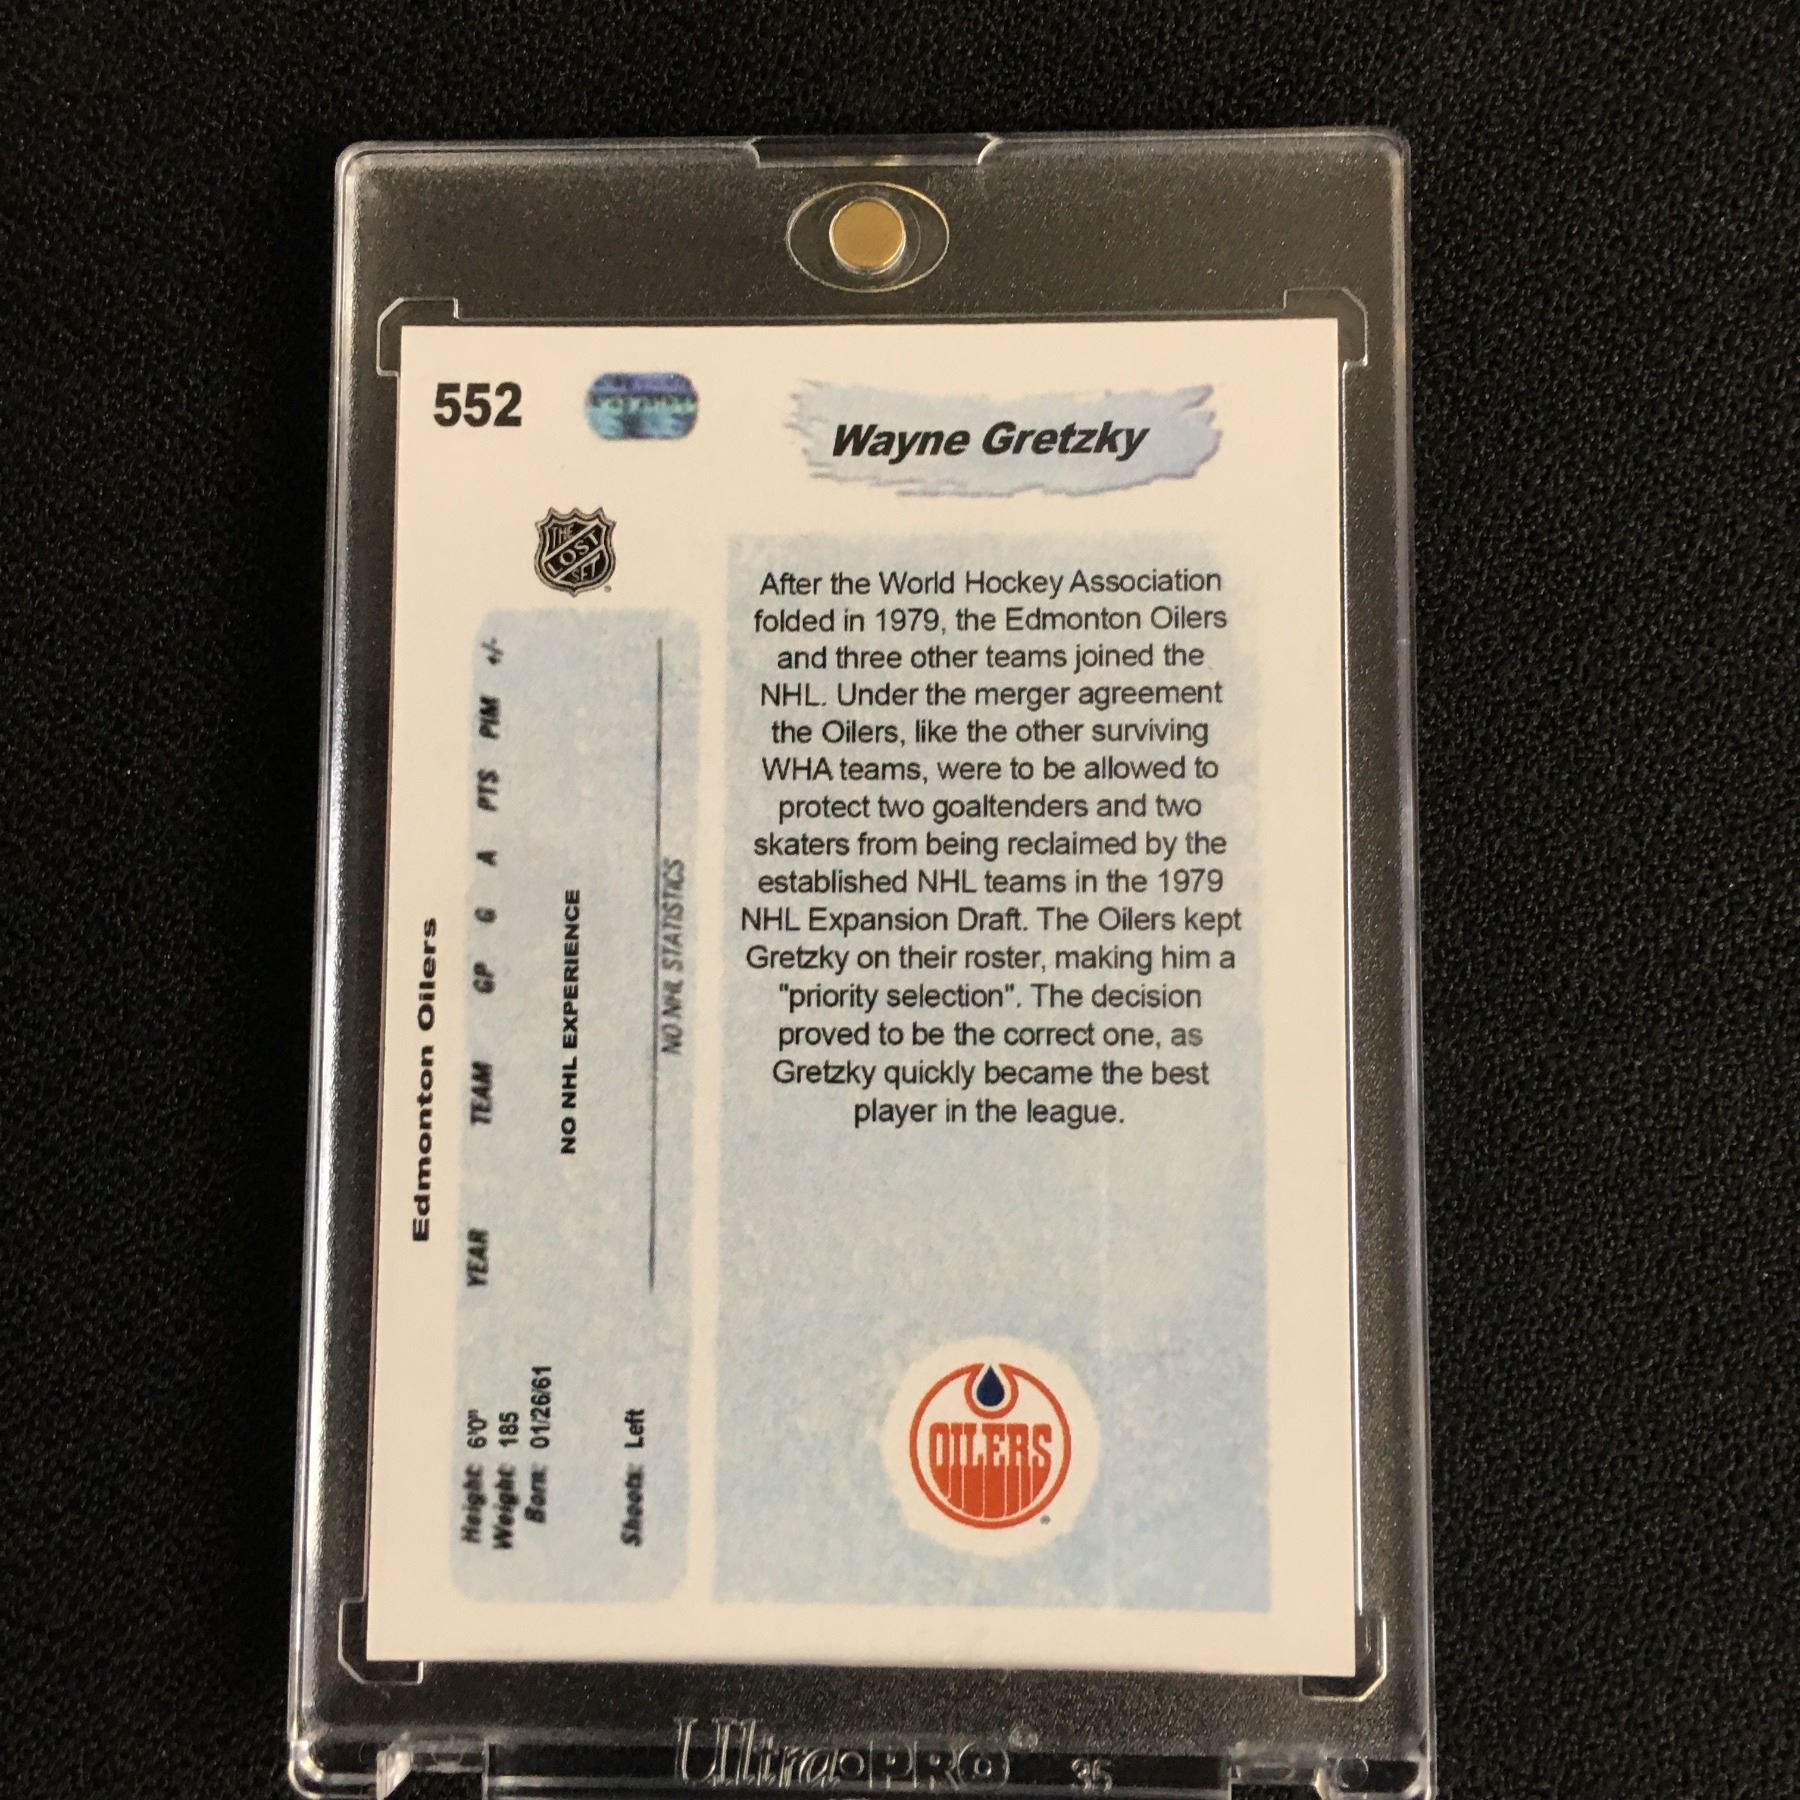 552
Wayne Gretzky
THE
LOST
SET
After the World Hockey Association
folded in 1979, the Edmonton Oilers
and three other teams joined the
NHL. Under the merger agreement
the Oilers, like the other surviving
WHA teams, were to be allowed to
protect two goaltenders and two
skaters from being reclaimed by the
established NHL teams in the 1979
NHL Expansion Draft. The Oilers kept
Gretzky on their roster, making him a
"priority selection". The decision
proved to be the correct one, as
Gretzky quickly became the best
player in the league.
Edmonton Oilers
YEAR TEAM GP G A PTS PIM +/-
NO NHL EXPERIENCE
NO NHL STATISTICS
Height: 6'0"
Weight: 185
Born: 01/26/61
Shoots: Left
OILERS
Ultra•PRO® 35